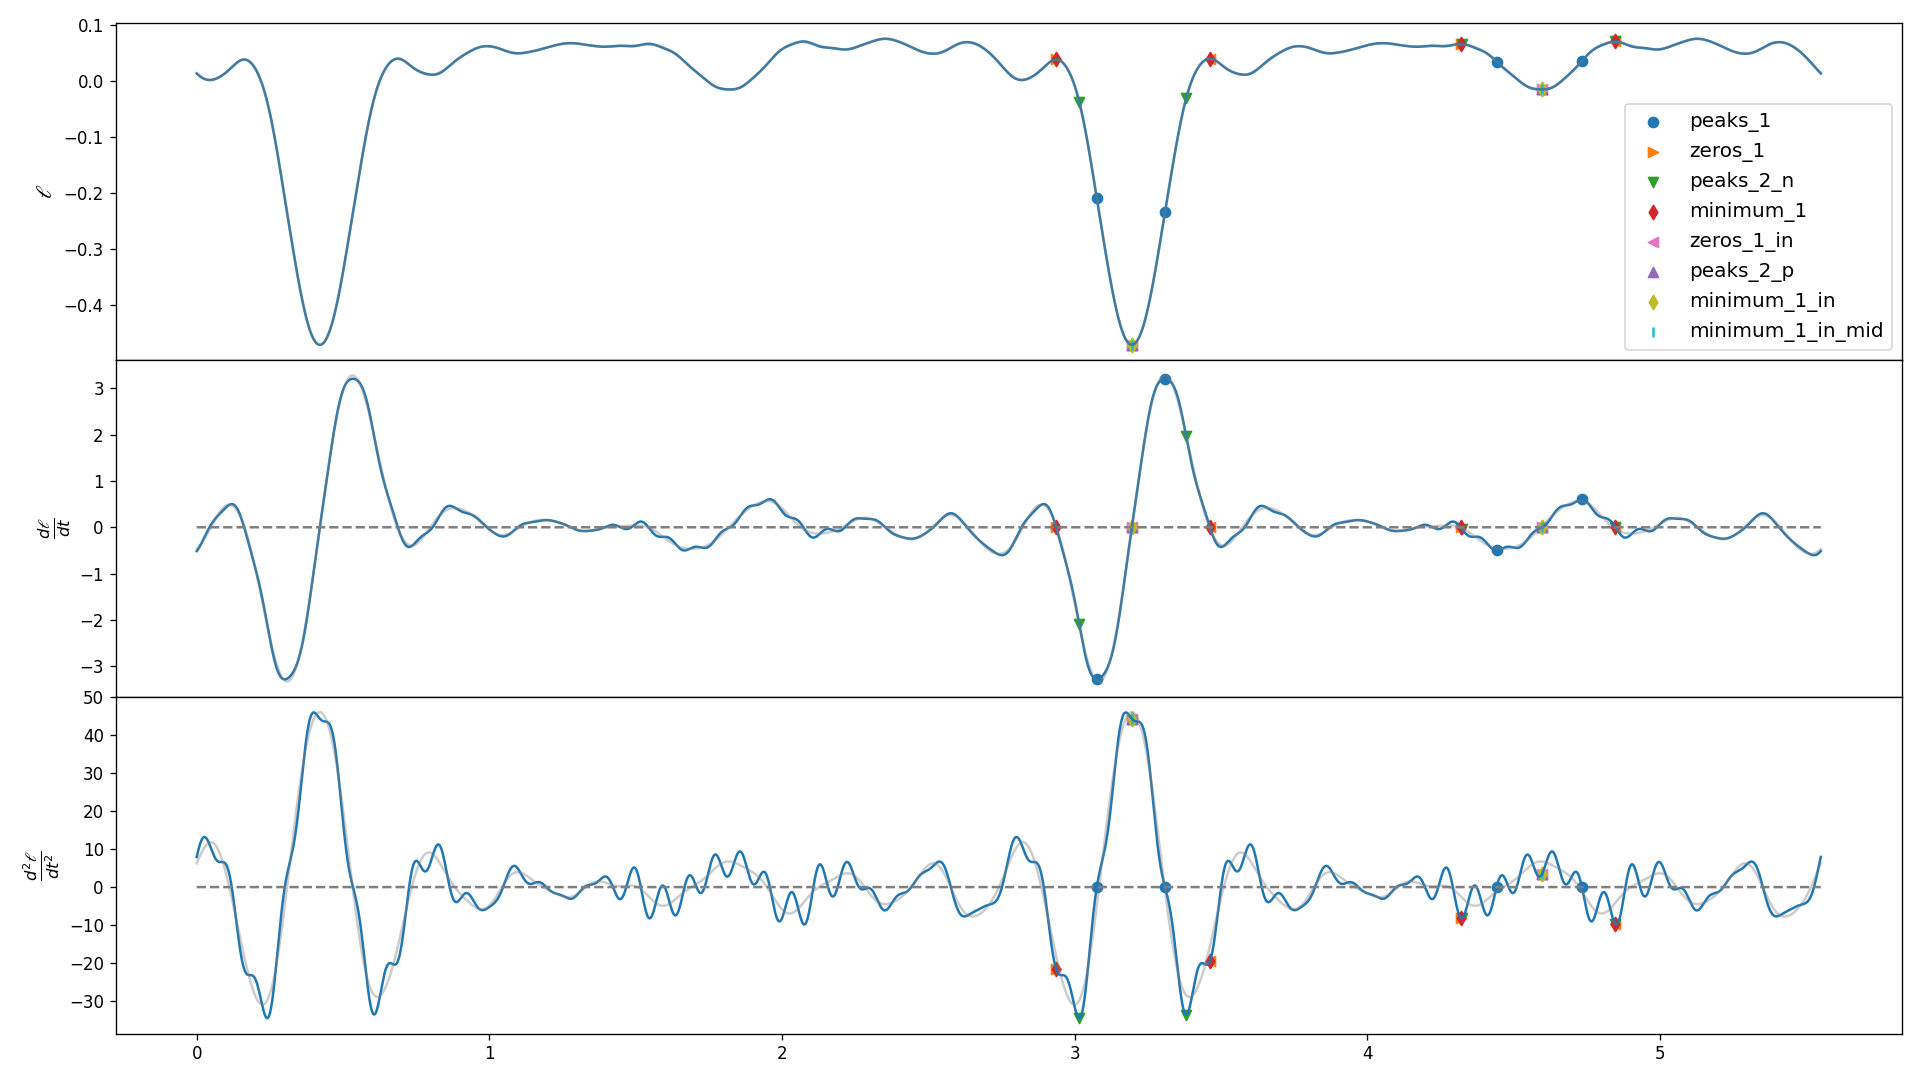 0.1
0.0
−0.1
−0.2
−0.3
−0.4
ℓ
peaks_1
zeros_1
peaks_2_n
minimum_1
zeros_1_in
peaks_2_p
minimum_1_in
minimum_1_in_mid
3
2
1
0
−1
−2
−3
dℓ
dt
50
40
30
20
10
0
−10
−20
−30
d²ℓ
dt²
0 1 2 3 4 5